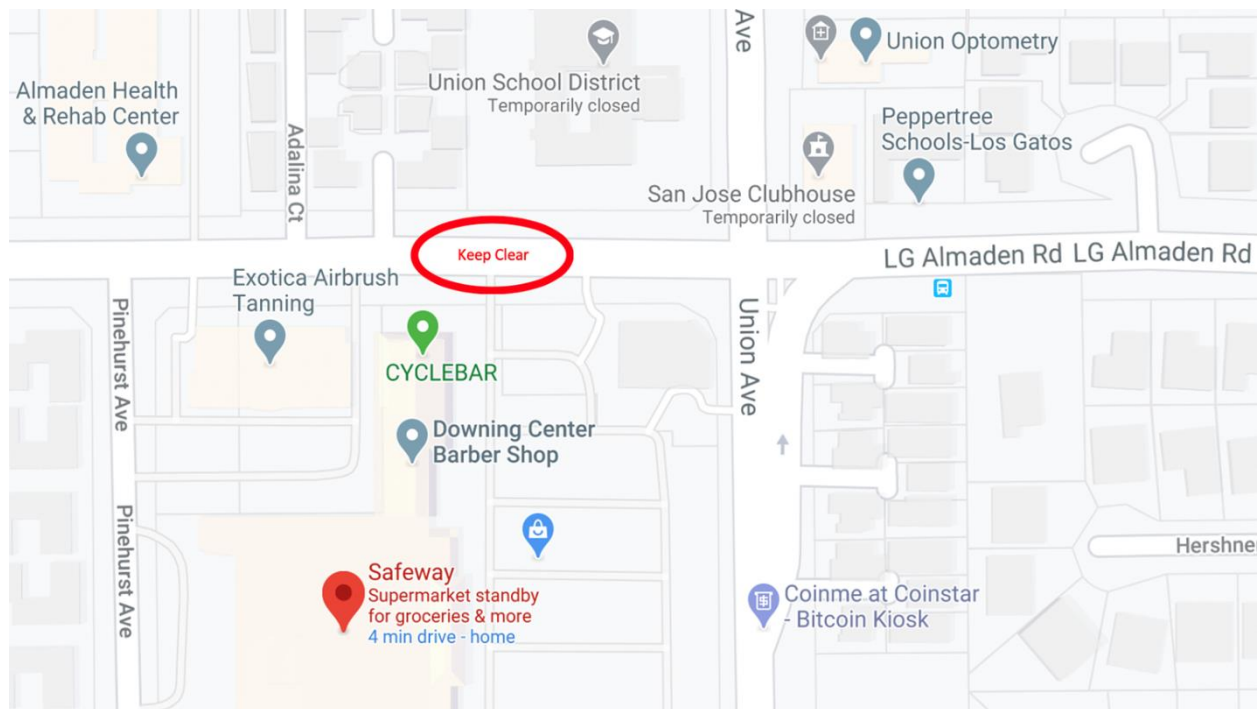 Ave
Union Optometry
Union School District
Temporarily closed
Almaden Health
& Rehab Center
Peppertree
Schools-Los Gatos
Adalina Ct
San Jose Clubhouse
Temporarily closed
Keep Clear
LG Almaden Rd
LG Almaden Rd
Exotica Airbrush
Tanning
Pinehurst Ave
Union Ave
CYCLEBAR
Downing Center
Barber Shop
Pinehurst Ave
Hershne
Safeway
Supermarket standby
for groceries & more
4 min drive - home
Coinme at Coinstar
- Bitcoin Kiosk